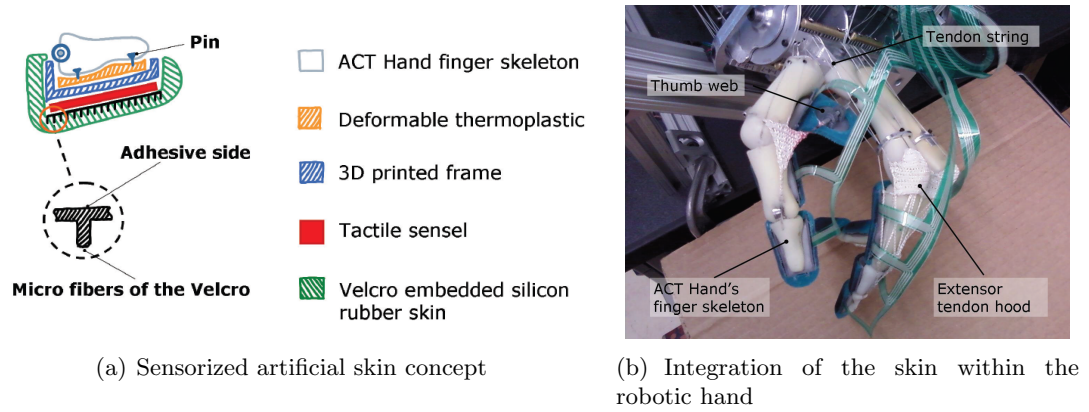 Pin
Adhesive side
Micro fibers of the Velcro
ACT Hand finger skeleton
Deformable thermoplastic
3D printed frame
Tactile sensel
Velcro embedded silicon
rubber skin
(a) Sensorized artificial skin concept
Tendon string
Thumb web
ACT Hand's
finger skeleton
Extensor
tendon hood
(b) Integration of the skin within the
robotic hand